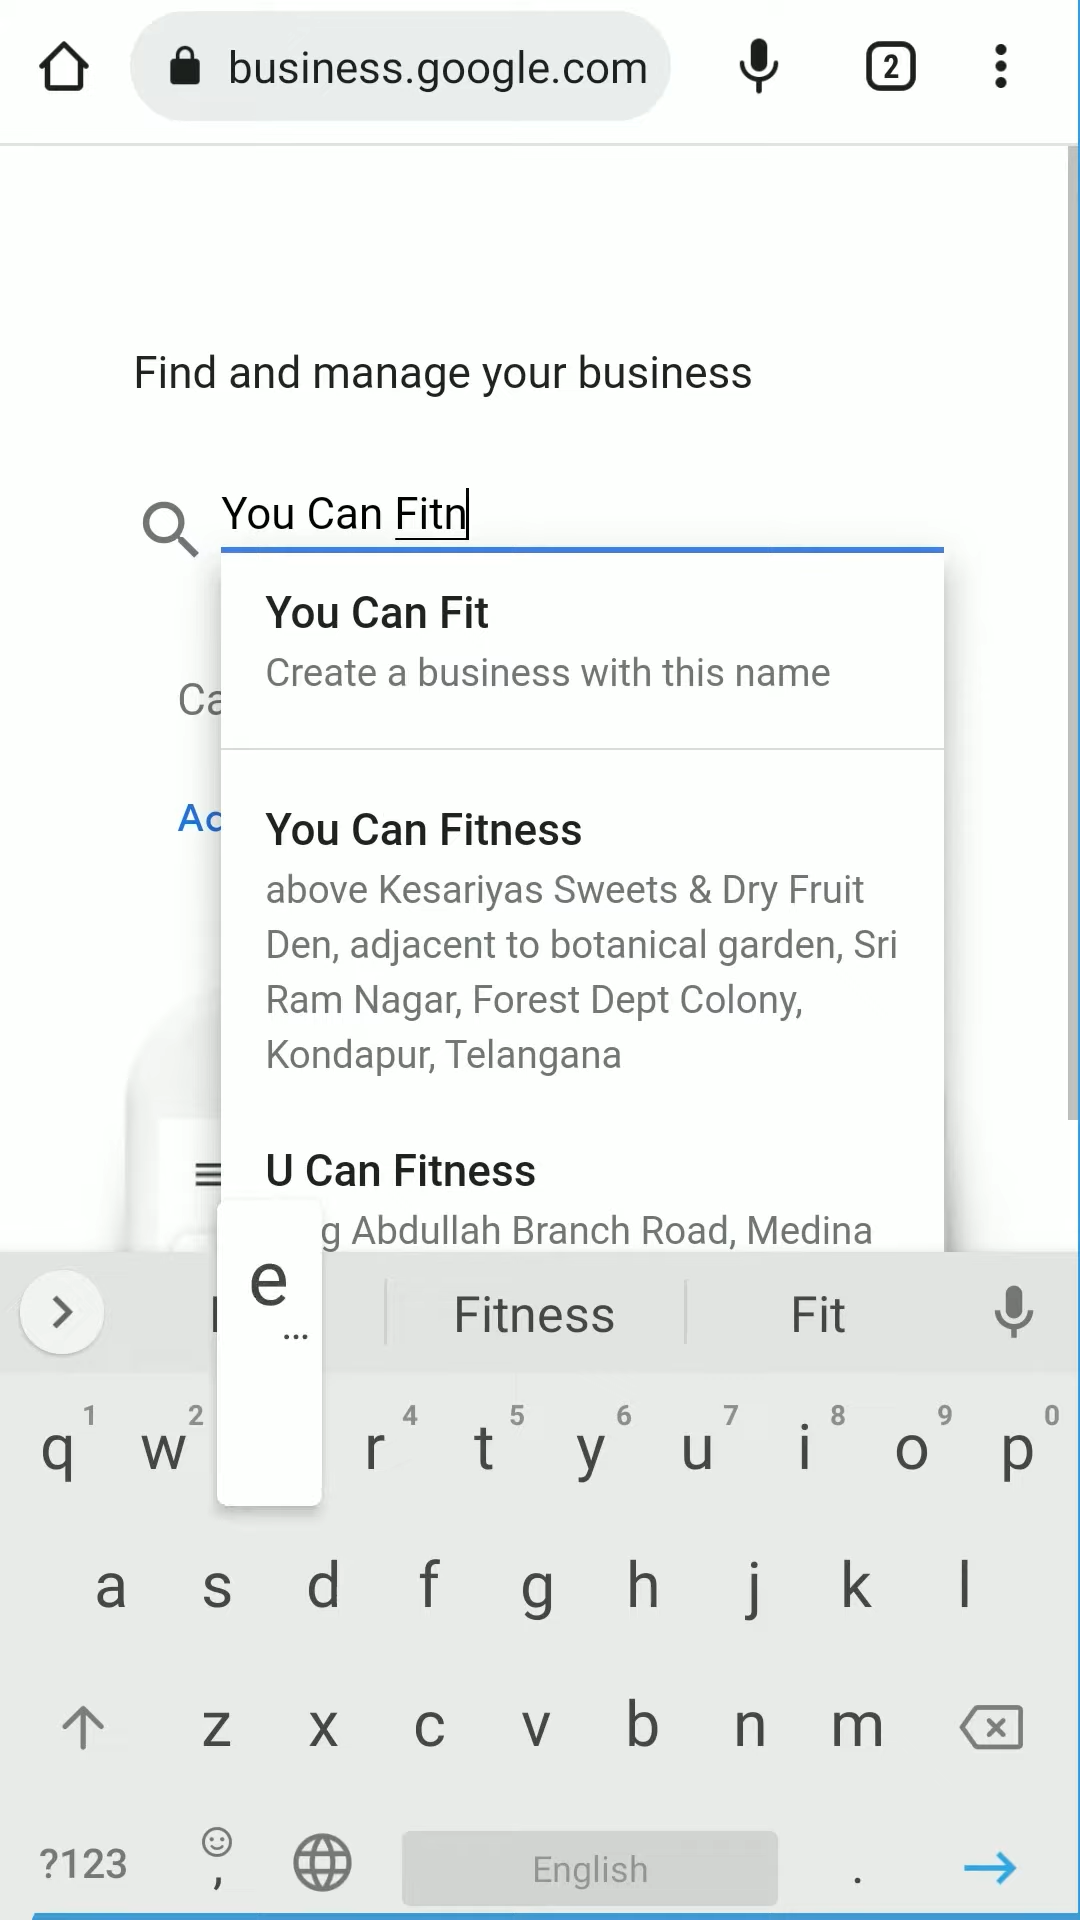 business.google.com
2
Find and manage your business
You Can Fitn
You Can Fit
Create a business with this name
Ca
Ad
You Can Fitness
above Kesariyas Sweets & Dry Fruit
Den, adjacent to botanical garden, Sri
Ram Nagar, Forest Dept Colony,
Kondapur, Telangana
U Can Fitness
g Abdullah Branch Road, Medina
e
...
Fitness Fit
1 2 4 5 6 7 8 9 0
q w r t y u i o p
a s d f g h j k l
z x c v b n m
?123 , English .